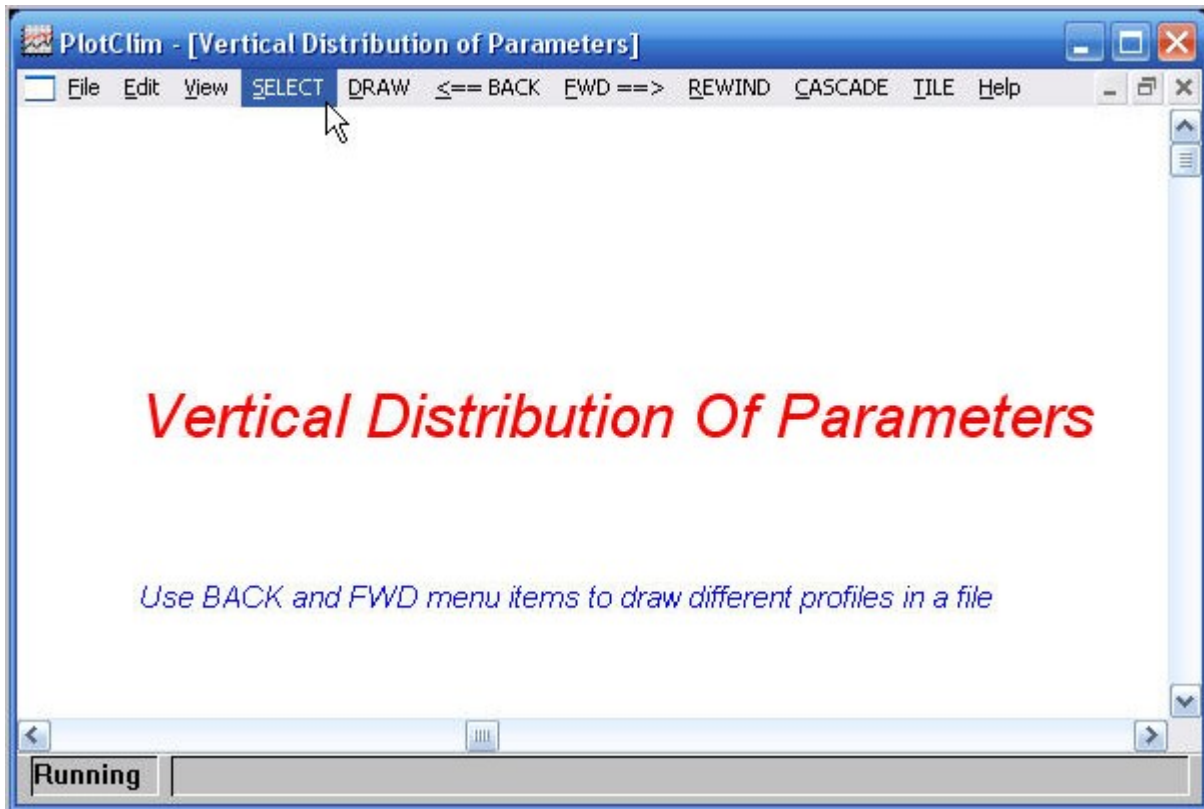 PlotClim - [Vertical Distribution of Parameters]
File Edit View SELECT DRAW <== BACK FWD ==> REWIND CASCADE TILE Help
Vertical Distribution Of Parameters
Use BACK and FWD menu items to draw different profiles in a file
Running